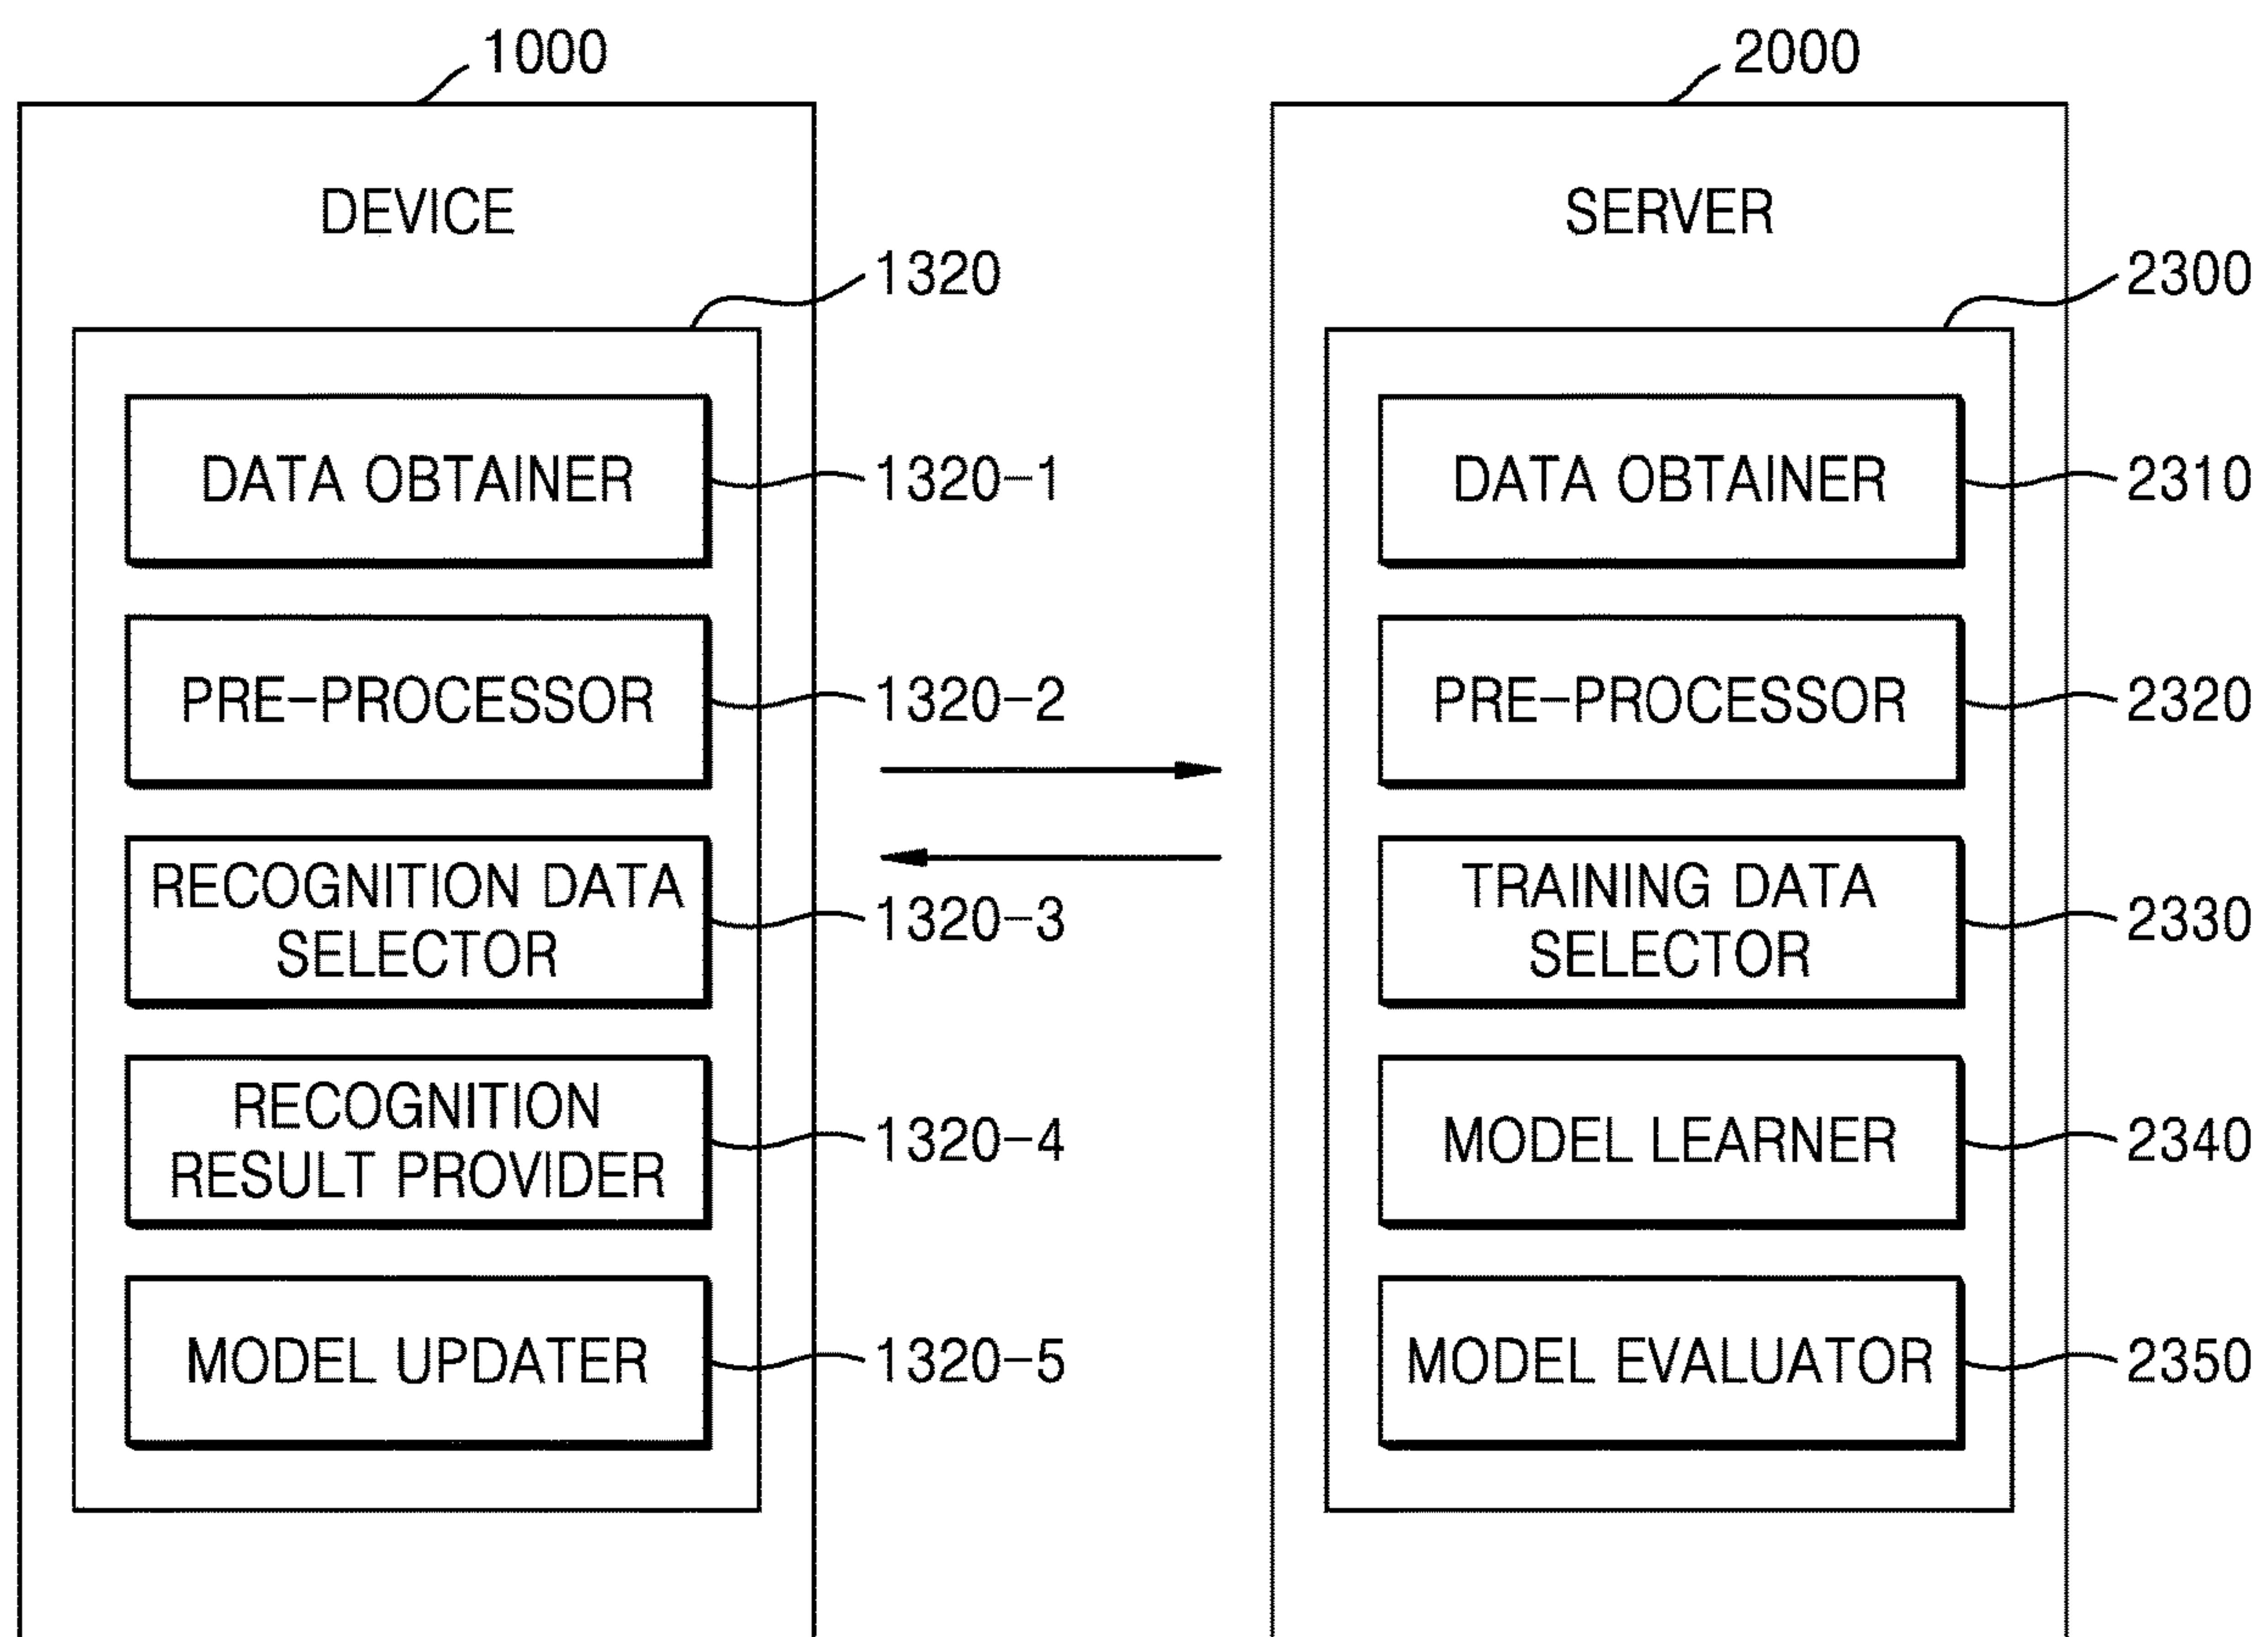 1000
DEVICE
1320
DATA OBTAINER
1320-1
PRE-PROCESSOR
1320-2
RECOGNITION DATA
SELECTOR
1320-3
RECOGNITION
RESULT PROVIDER
1320-4
MODEL UPDATER
1320-5
2000
SERVER
2300
DATA OBTAINER
2310
PRE-PROCESSOR
2320
TRAINING DATA
SELECTOR
2330
MODEL LEARNER
2340
MODEL EVALUATOR
2350